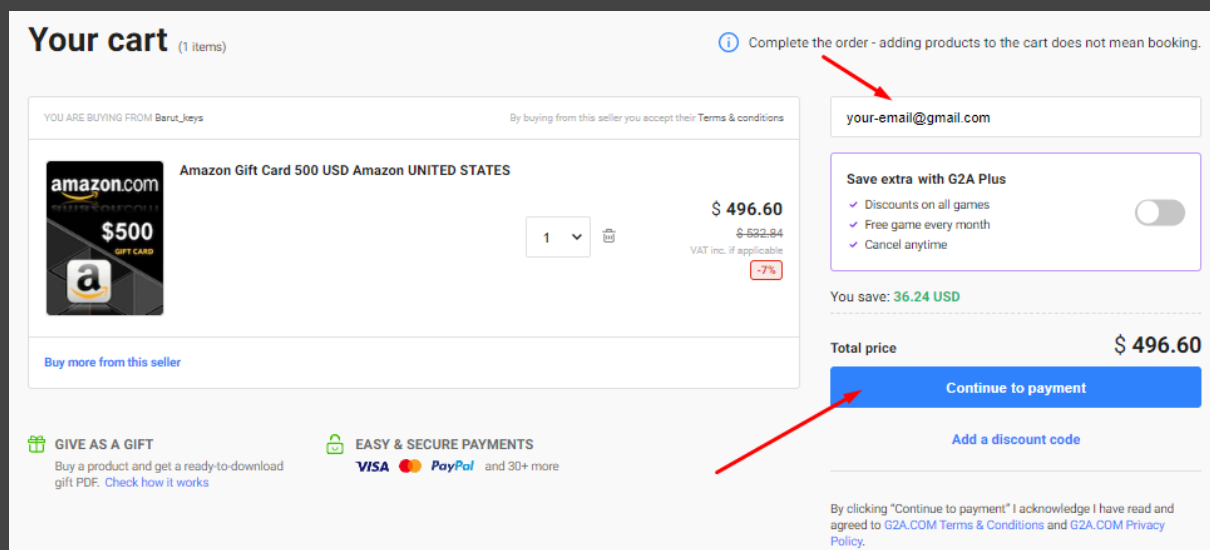 Your cart (1 items)
Complete the order - adding products to the cart does not mean booking.
YOU ARE BUYING FROM Barut_keys
By buying from this seller you accept their Terms & conditions
amazon.com
$500
GIFT CARD
a
Amazon Gift Card 500 USD Amazon UNITED STATES
1
$ 496.60
$ 532.84
VAT inc. if applicable
-7%
Buy more from this seller
GIVE AS A GIFT
Buy a product and get a ready-to-download
gift PDF. Check how it works
EASY & SECURE PAYMENTS
VISA PayPal and 30+ more
your-email@gmail.com
Save extra with G2A Plus
Discounts on all games
Free game every month
Cancel anytime
You save: 36.24 USD
Total price $ 496.60
Continue to payment
Add a discount code
By clicking “Continue to payment” I acknowledge I have read and
agreed to G2A.COM Terms & Conditions and G2A.COM Privacy
Policy.